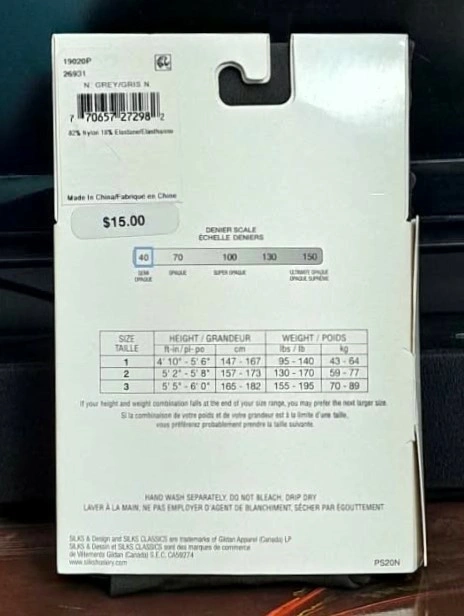 19020P
26931
N. GREY/GRIS N.
7 70657 27298 2
82% Nylon 18% Elastane/Élasthanne
Made In China/Fabriqué en Chine
$15.00
DENIER SCALE
ÉCHELLE DENIERS
40 70 100 130 150
SEMI OPAQUE SUPER OPAQUE ULTIMATE OPAQUE
OPAQUE OPAQUE SUPRÊME
SIZE HEIGHT / GRANDEUR WEIGHT / POIDS
TAILLE ft-in/pi-po cm lbs / lb kg
1 4' 10" - 5' 6" 147 - 167 95 - 140 43 - 64
2 5' 2" - 5' 8" 157 - 173 130 - 170 59 - 77
3 5' 5" - 6' 0" 165 - 182 155 - 195 70 - 89
If your height and weight combination falls at the end of your size range, you may prefer the next larger size.
Si la combinaison de votre poids et de votre grandeur est à la limite d'une taille,
vous préférerez probablement prendre la taille suivante.
HAND WASH SEPARATELY, DO NOT BLEACH, DRIP DRY
LAVER À LA MAIN, NE PAS EMPLOYER D'AGENT DE BLANCHIMENT, SÉCHER PAR ÉGOUTTEMENT
SILKS & Design and SILKS CLASSICS are trademarks of Gildan Apparel (Canada) LP
SILKS & Dessin et SILKS CLASSICS sont des marques de commerce
de Vêtements Gildan (Canada) S.E.C. CA59274
www.silkshosiery.com
PS20N